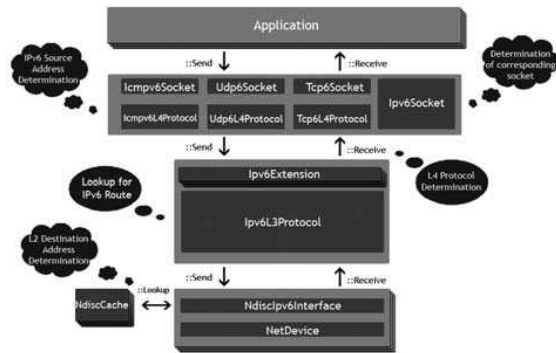 Application
IPv6 Source
Address
Determination
::Send
::Receive
Determination
of corresponding
socket
Icmpv6Socket
Udp6Socket
Tcp6Socket
Ipv6Socket
Icmpv6L4Protocol
Udp6L4Protocol
Tcp6L4Protocol
::Send
::Receive
Lookup for
IPv6 Route
Ipv6Extension
L4 Protocol
Determination
Ipv6L3Protocol
L2 Destination
Address
Determination
::Send
::Receive
::Lookup
NdiscCache
NdiscIpv6Interface
NetDevice